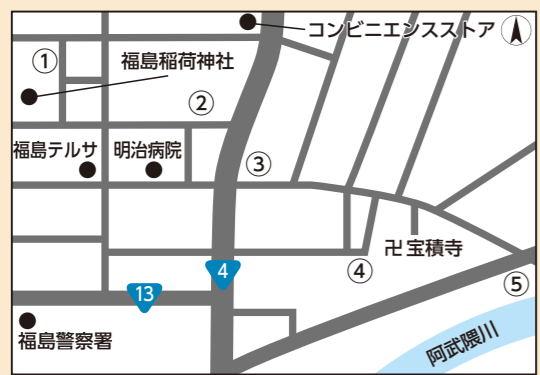 コンビニエンスストア
①
福島稲荷神社
②
福島テルサ
明治病院
③
卍宝積寺
④
4
⑤
13
福島警察署
阿武隈川